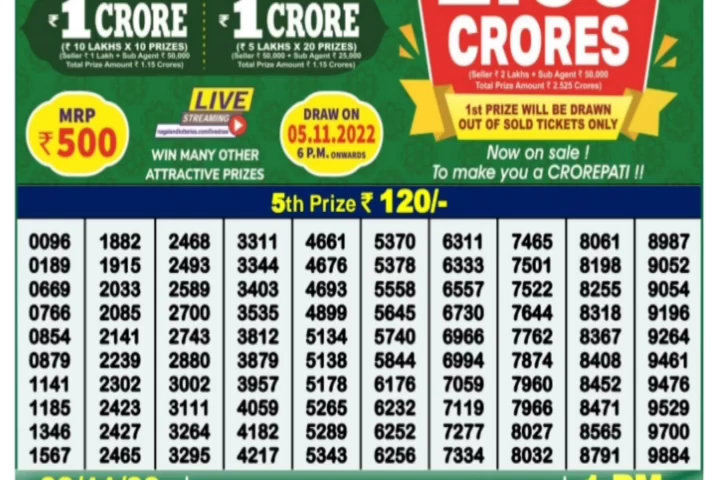 ₹1 CRORE
(₹ 10 LAKHS X 10 PRIZES)
(Seller ₹ 1 Lakh + Sub Agent ₹ 50,000
Total Prize Amount ₹ 1.15 Crores)
₹1 CRORE
(₹ 5 LAKHS X 20 PRIZES)
(Seller ₹ 50,000 + Sub Agent ₹ 25,000
Total Prize Amount ₹ 1.15 Crores)
CRORES
(Seller ₹ 2 Lakhs + Sub Agent ₹ 50,000
Total Prize Amount ₹ 2.525 Crores)
1st PRIZE WILL BE DRAWN
OUT OF SOLD TICKETS ONLY
MRP
₹500
LIVE
STREAMING
WIN MANY OTHER
ATTRACTIVE PRIZES
DRAW ON
05.11.2022
6 P.M. ONWARDS
Now on sale !
To make you a CROREPATI !!
5th Prize ₹ 120/-
0096 1882 2468 3311 4661 5370 6311 7465 8061 8987
0189 1915 2493 3344 4676 5378 6333 7501 8198 9052
0669 2033 2589 3403 4693 5558 6557 7522 8255 9054
0766 2085 2700 3535 4899 5645 6730 7644 8318 9196
0854 2141 2743 3812 5134 5740 6966 7762 8367 9264
0879 2239 2880 3879 5138 5844 6994 7874 8408 9461
1141 2302 3002 3957 5178 6176 7059 7960 8452 9476
1185 2423 3111 4059 5265 6232 7119 7966 8471 9529
1346 2427 3264 4182 5289 6252 7277 8027 8565 9700
1567 2465 3295 4217 5343 6256 7334 8032 8791 9884